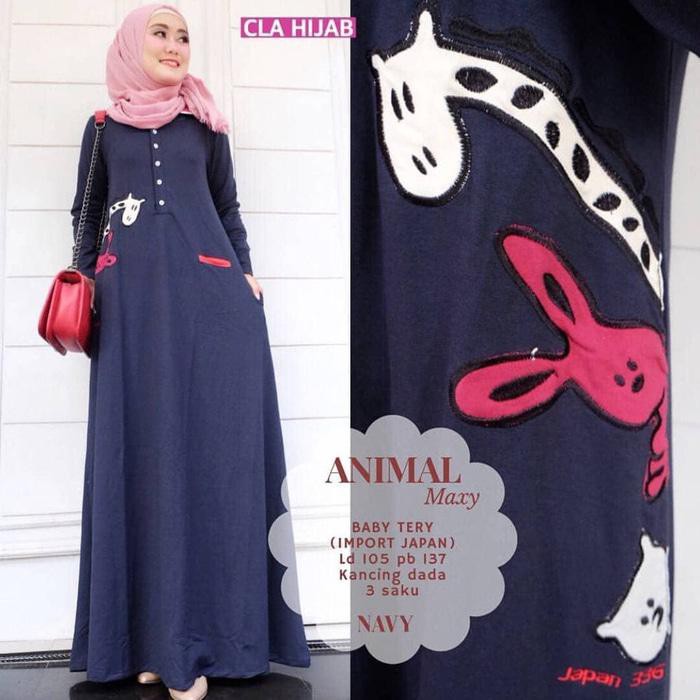 CLA HIJAB
ANIMAL
Maxy
BABY TERY
(IMPORT JAPAN)
Ld 105 pb 137
Kancing dada
3 saku
NAVY
Japan 336